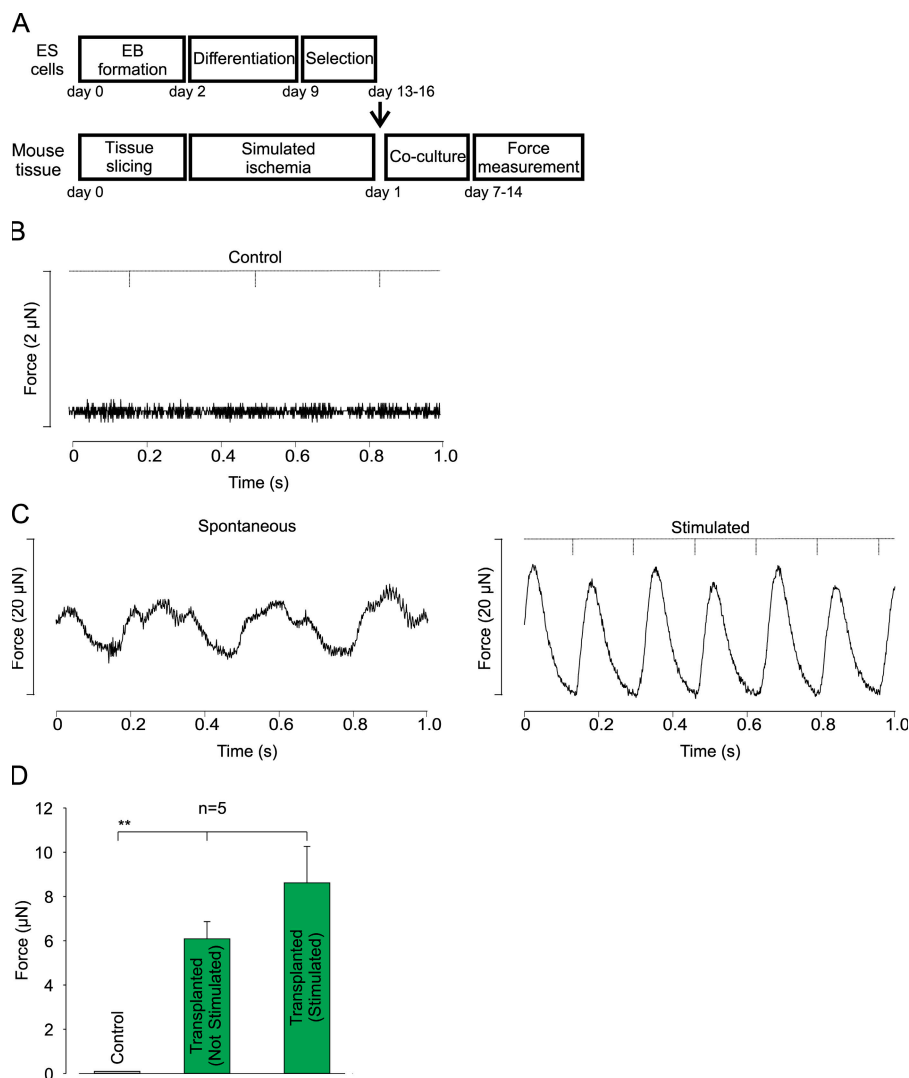 A
ES
cells
EB
formation
Differentiation
Selection
day 0
day 2
day 9
day 13-16
Mouse
tissue
Tissue
slicing
Simulated
ischemia
Co-culture
Force
measurement
day 0
day 1
day 7-14
B
Control
Force (2 µN)
0 0.2 0.4 0.6 0.8 1.0
Time (s)
C
Spontaneous
Force (20 µN)
0 0.2 0.4 0.6 0.8 1.0
Time (s)
Stimulated
Force (20 µN)
0 0.2 0.4 0.6 0.8 1.0
Time (s)
D
n=5
**
Force (µN)
12
10
8
6
4
2
0
Control
Transplanted
(Not Stimulated)
Transplanted
(Stimulated)